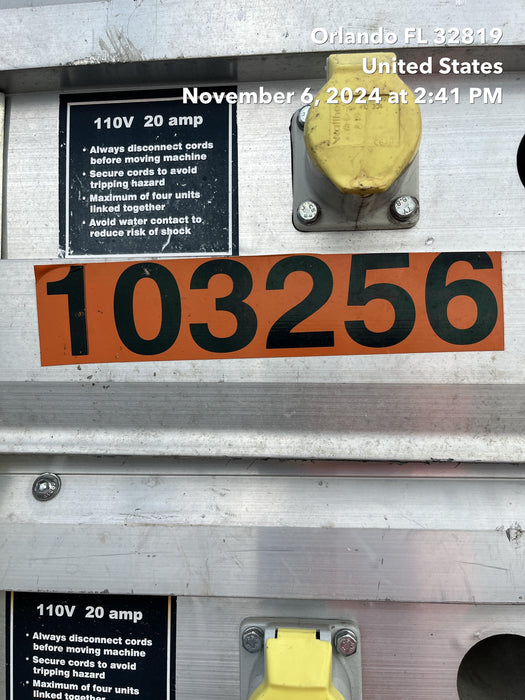 Orlando FL 32819
United States
November 6, 2024 at 2:41 PM
110V 20 amp
• Always disconnect cords
before moving machine
• Secure cords to avoid
tripping hazard
• Maximum of four units
linked together
• Avoid water contact to
reduce risk of shock
103256
110V 20 amp
• Always disconnect cords
before moving machine
• Secure cords to avoid
tripping hazard
• Maximum of four units
linked together